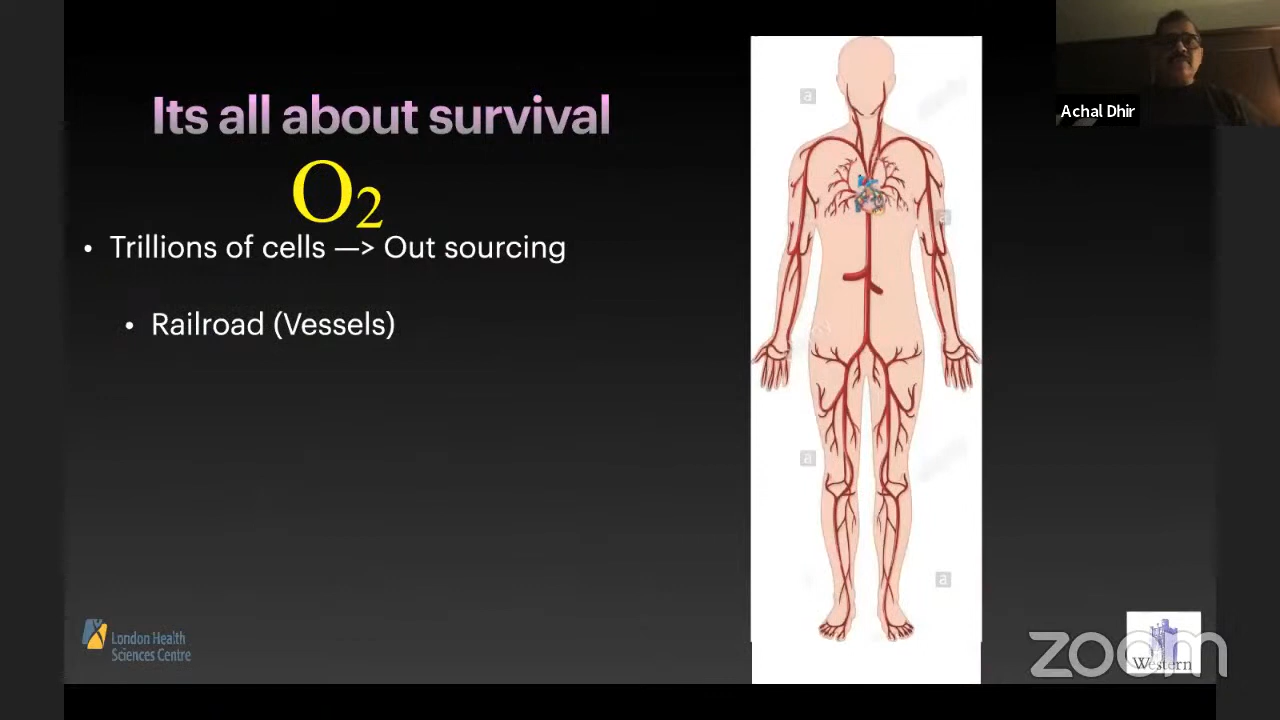 Its all about survival
O2
• Trillions of cells —> Out sourcing
• Railroad (Vessels)
Achal Dhir
a
a
a
a
London Health
Sciences Centre
zoom
Western